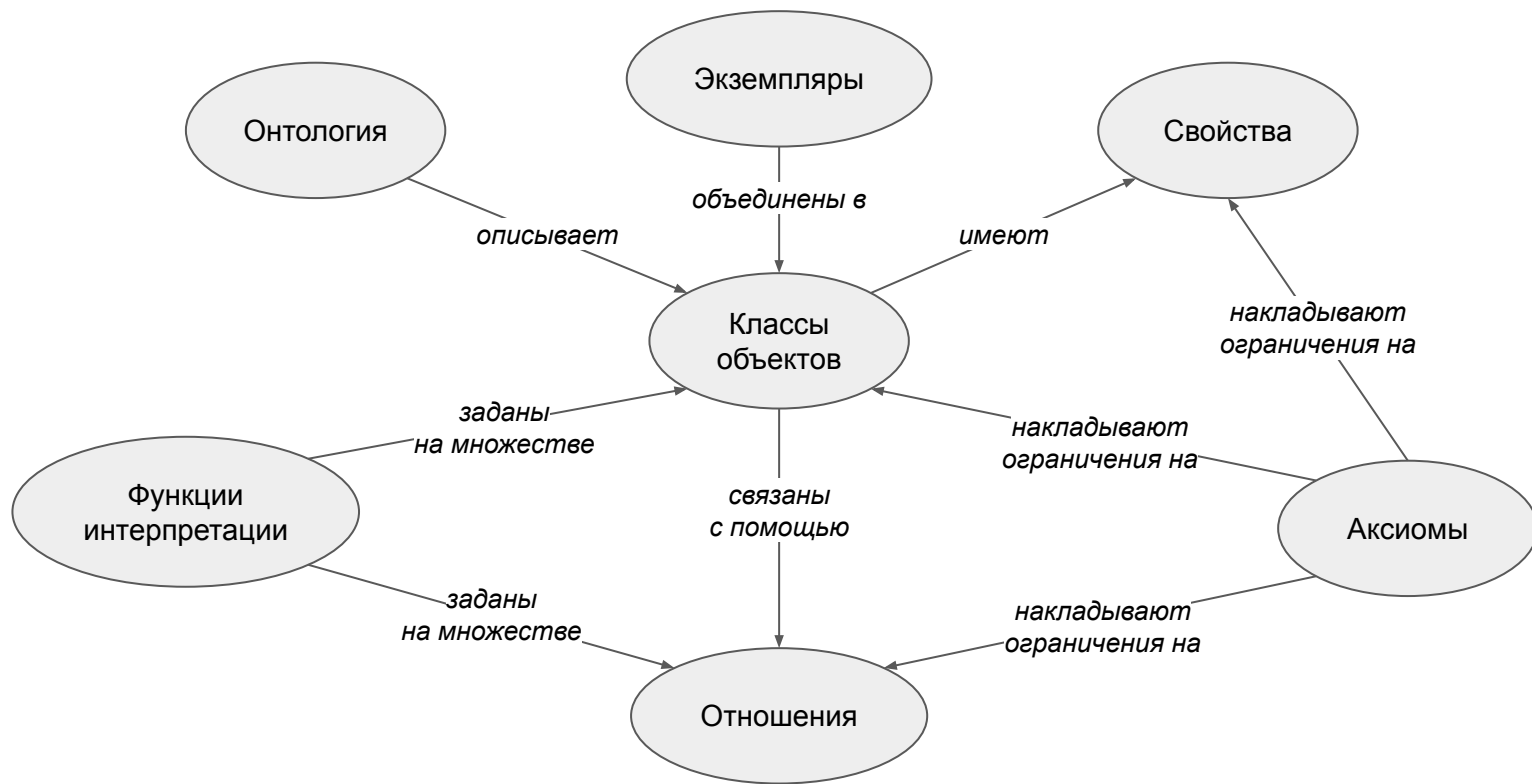 Экземпляры
Онтология
Свойства
объединены в
описывает
имеют
накладывают
ограничения на
Классы
объектов
заданы
на множестве
накладывают
ограничения на
Функции
интерпретации
связаны
с помощью
Аксиомы
заданы
на множестве
накладывают
ограничения на
Отношения